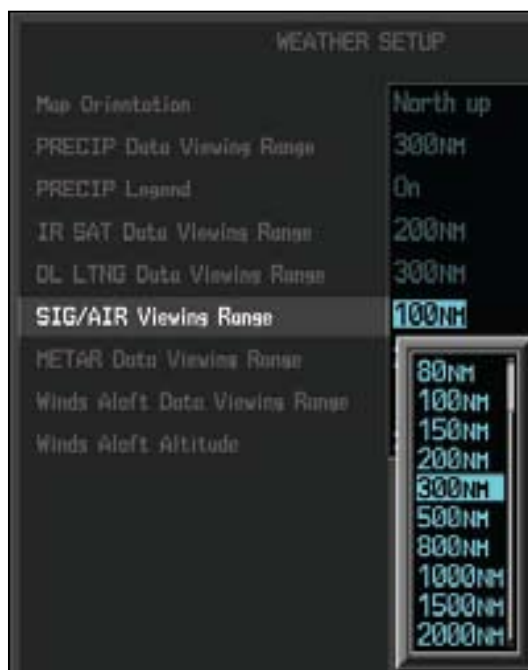 WEATHER SETUP
Map Orientation North up
PRECIP Data Viewing Range 300NM
PRECIP Legend On
IR SAT Data Viewing Range 200NM
DL LTNG Data Viewing Range 300NM
SIG/AIR Viewing Range 100NM
METAR Data Viewing Range
Winds Aloft Data Viewing Range
Winds Aloft Altitude
80NM
100NM
150NM
200NM
300NM
500NM
800NM
1000NM
1500NM
2000NM